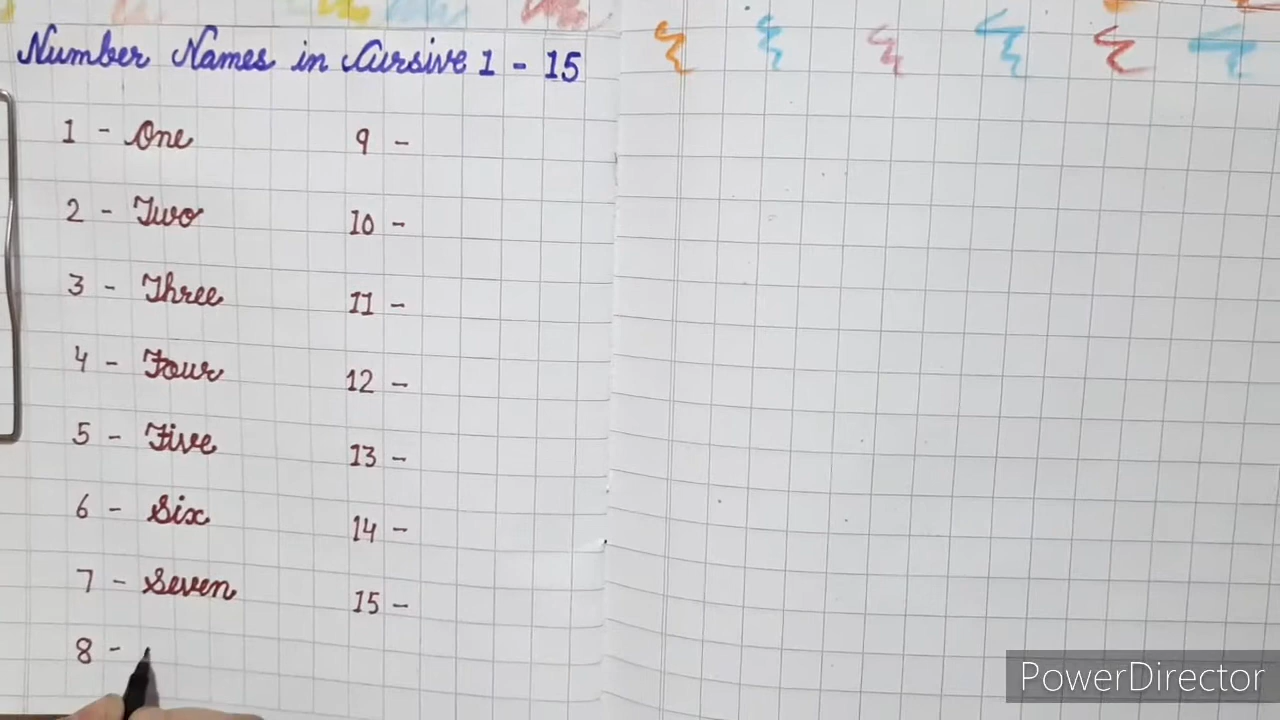 Number Names in Cursive 1 - 15
1 - One
2 - Two
3 - Three
4 - Four
5 - Five
6 - Six
7 - Seven
8 -
9 -
10 -
11 -
12 -
13 -
14 -
15 -
PowerDirector